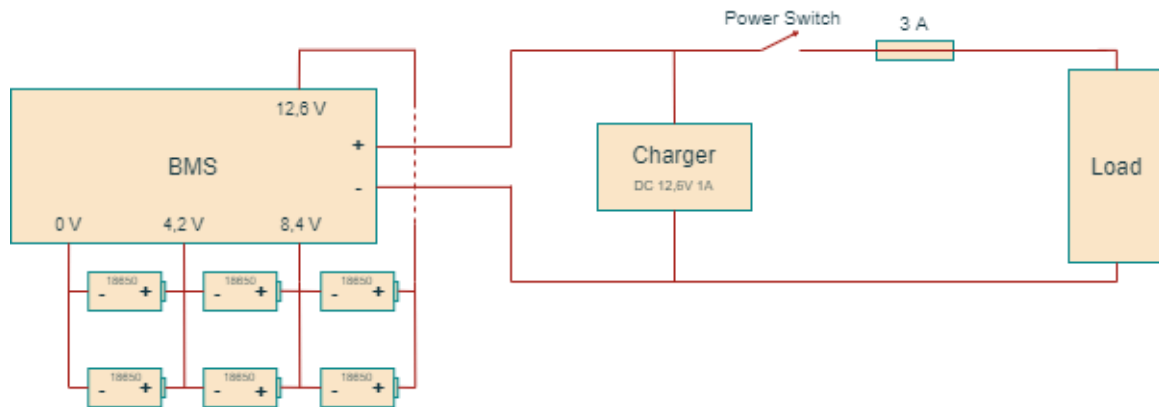 Power Switch
3 A
12,6 V
+
BMS
-
Charger
DC 12,6V 1A
Load
0 V
4,2 V
8,4 V
18650
18650
18650
- +
- +
- +
18650
18650
18650
- +
- +
- +